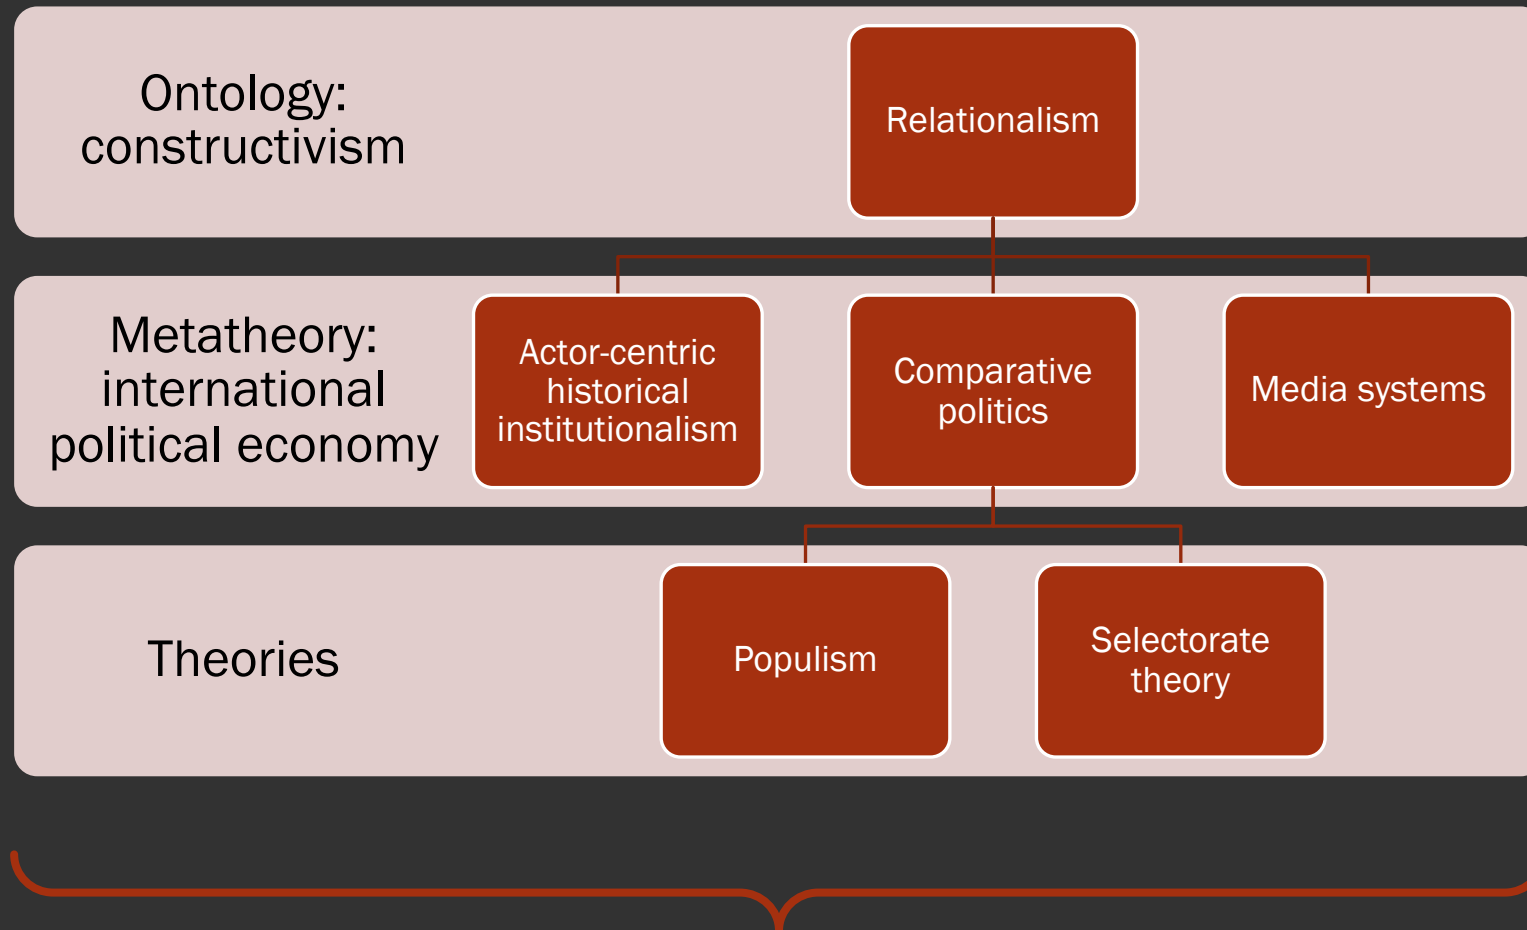 Ontology:
constructivism
Relationalism
Metatheory:
international
political economy
Actor-centric
historical
institutionalism
Comparative
politics
Media systems
Theories
Populism
Selectorate
theory